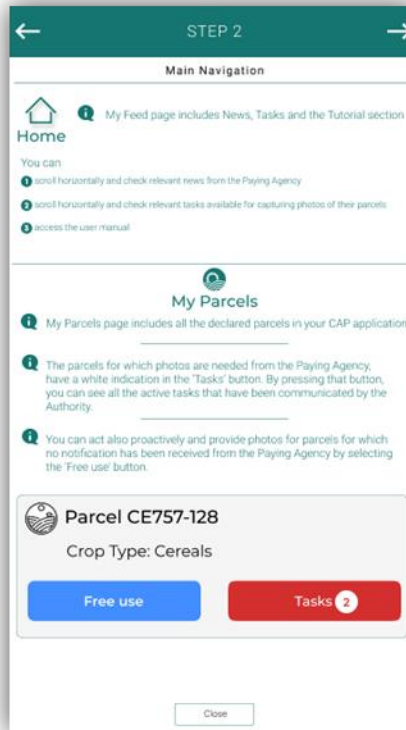 STEP 2
Main Navigation
Home
My Feed page includes News, Tasks and the Tutorial section
You can
1 scroll horizontally and check relevant news from the Paying Agency
2 scroll horizontally and check relevant tasks available for capturing photos of their parcels
3 access the user manual
My Parcels
My Parcels page includes all the declared parcels in your CAP application
The parcels for which photos are needed from the Paying Agency,
have a white indication in the 'Tasks' button. By pressing that button,
you can see all the active tasks that have been communicated by the
Authority.
You can act also proactively and provide photos for parcels for which
no notification has been received from the Paying Agency by selecting
the 'Free use' button.
Parcel CE757-128
Crop Type: Cereals
Free use
Tasks 2
Close